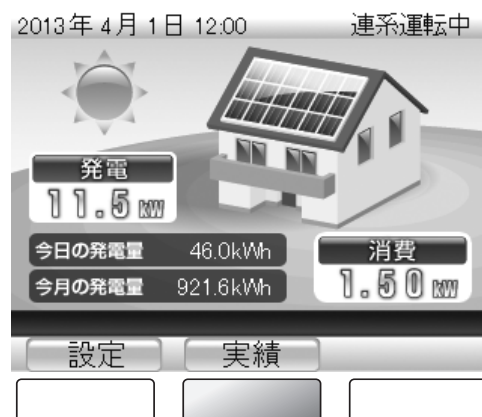 2013年 4月 1日 12:00 連系運転中
発電
11.5 kW
今日の発電量 46.0kWh
今月の発電量 921.6kWh
消費
1.50 kW
設定 実績